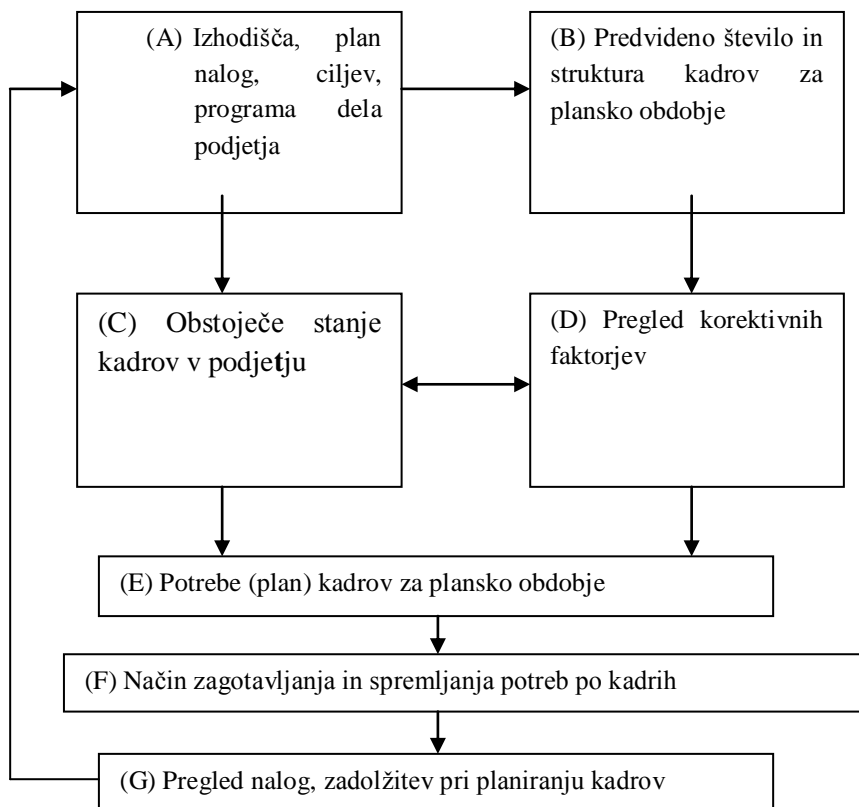 (A) Izhodišča, plan
nalog, ciljev,
programa dela
podjetja
(B) Predvideno število in
struktura kadrov za
plansko obdobje
(C) Obstoječe stanje
kadrov v podjetju
(D) Pregled korektivnih
faktorjev
(E) Potrebe (plan) kadrov za plansko obdobje
(F) Način zagotavljanja in spremljanja potreb po kadrih
(G) Pregled nalog, zadolžitev pri planiranju kadrov